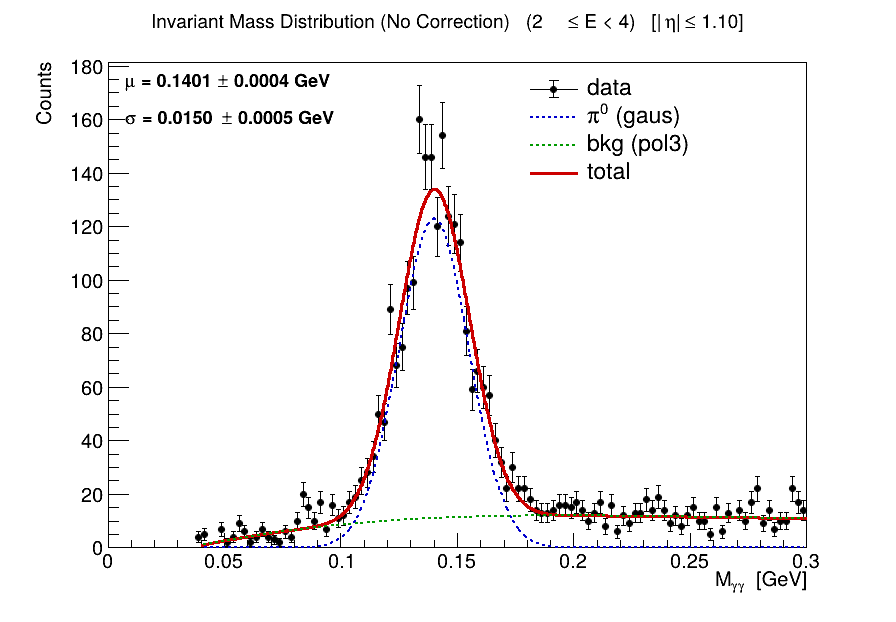 Invariant Mass Distribution (No Correction) (2 ≤ E < 4) [|η| ≤ 1.10]
μ = 0.1401 ± 0.0004 GeV
σ = 0.0150 ± 0.0005 GeV
data
π⁰ (gaus)
bkg (pol3)
total
Counts
180
160
140
120
100
80
60
40
20
0
0 0.05 0.1 0.15 0.2 0.25 0.3
Mγγ [GeV]